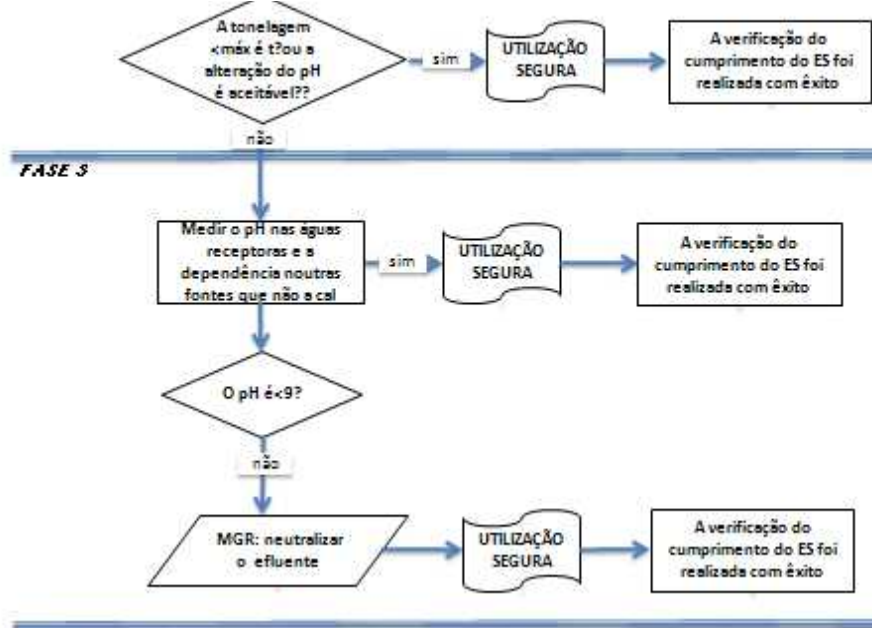 A tonelagem
<máx é t?ou a
alteração do pH
é aceitável??
sim
UTILIZAÇÃO
SEGURA
A verificação do
cumprimento do ES foi
realizada com êxito
não
FASE 3
Medir o pH nas águas
receptoras e a
dependência noutras
fontes que não a cal
sim
UTILIZAÇÃO
SEGURA
A verificação do
cumprimento do ES foi
realizada com êxito
O pH é<9?
não
MGR: neutralizar
o efluente
UTILIZAÇÃO
SEGURA
A verificação do
cumprimento do ES foi
realizada com êxito